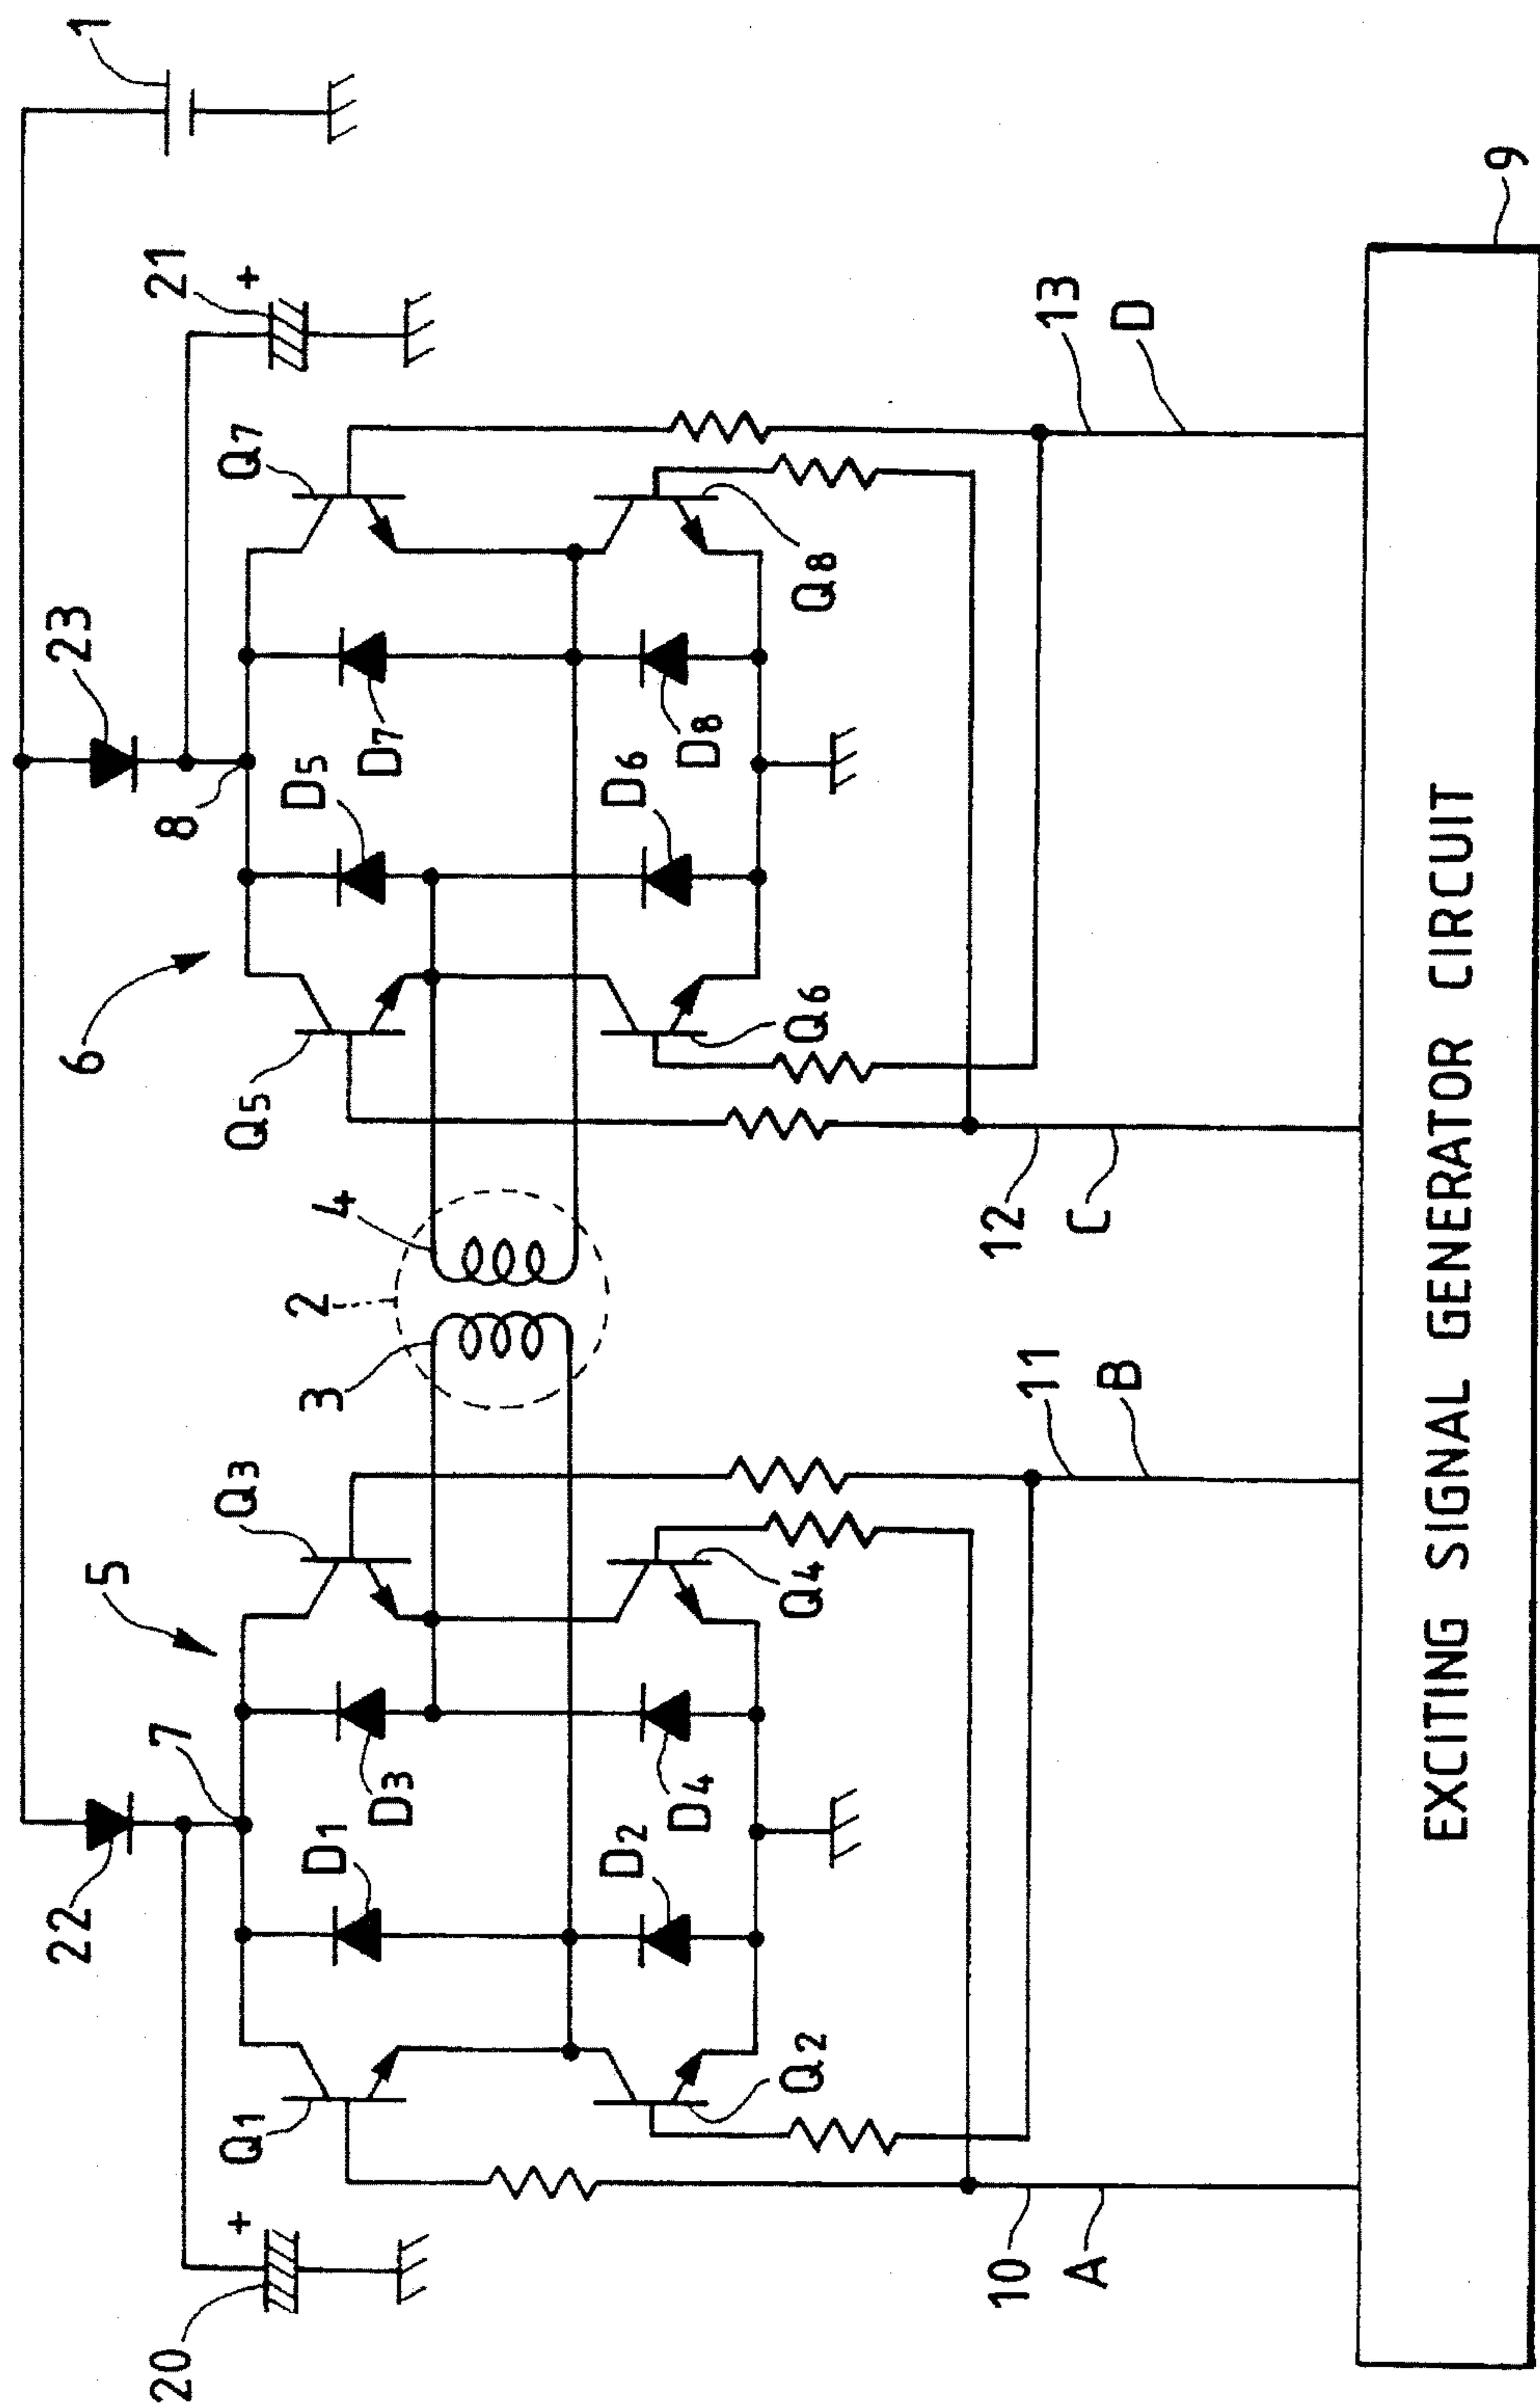 1
22
23
20
+
5
7
6
8
21
+
Q1
D1
D3
Q3
3
2
4
Q5
D5
D7
Q7
Q2
D2
D4
Q4
Q6
D6
D8
Q8
10
A
11
B
12
C
13
D
EXCITING SIGNAL GENERATOR CIRCUIT
9